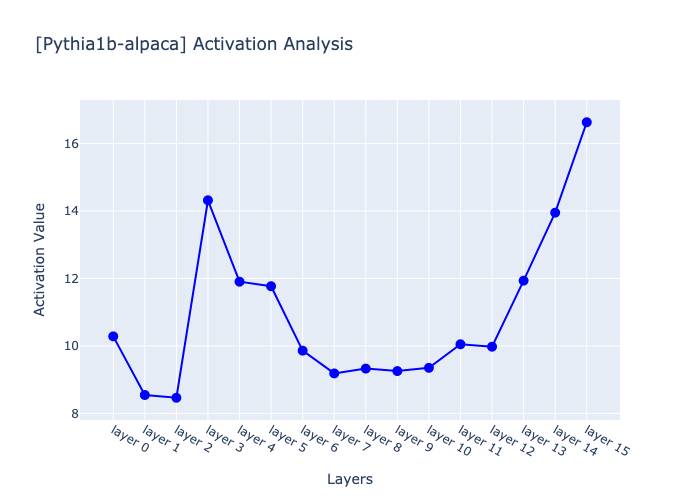 [Pythia1b-alpaca] Activation Analysis
Activation Value
16
14
12
10
8
layer 0
layer 1
layer 2
layer 3
layer 4
layer 5
layer 6
layer 7
layer 8
layer 9
layer 10
layer 11
layer 12
layer 13
layer 14
layer 15
Layers